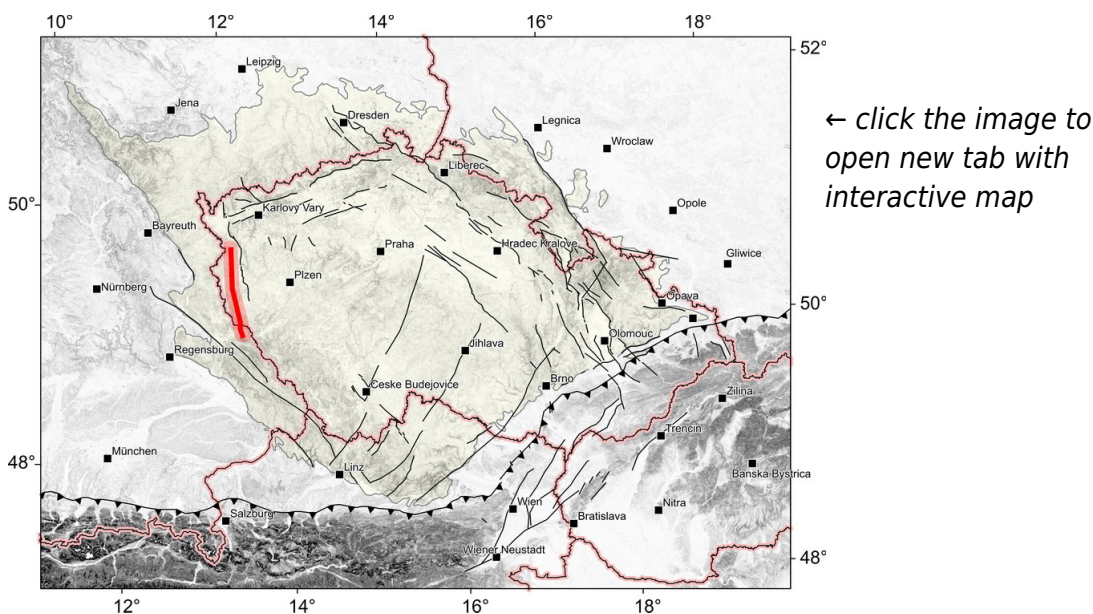 10° 12° 14° 16° 18°
52°
Leipzig
Jena
Dresden
Legnica
Wroclaw
Liberec
50°
Karlovy Vary
Opole
Bayreuth
Praha
Hradec Kralove
Gliwice
Plzen
Nürnberg
Opava
50°
Olomouc
Jihlava
Regensburg
Ceske Budejovice
Brno
Zilina
Trencin
München
48°
Linz
Banska Bystrica
Wien
Nitra
Salzburg
Bratislava
Wiener Neustadt
48°
12° 14° 16° 18°
← click the image to
open new tab with
interactive map